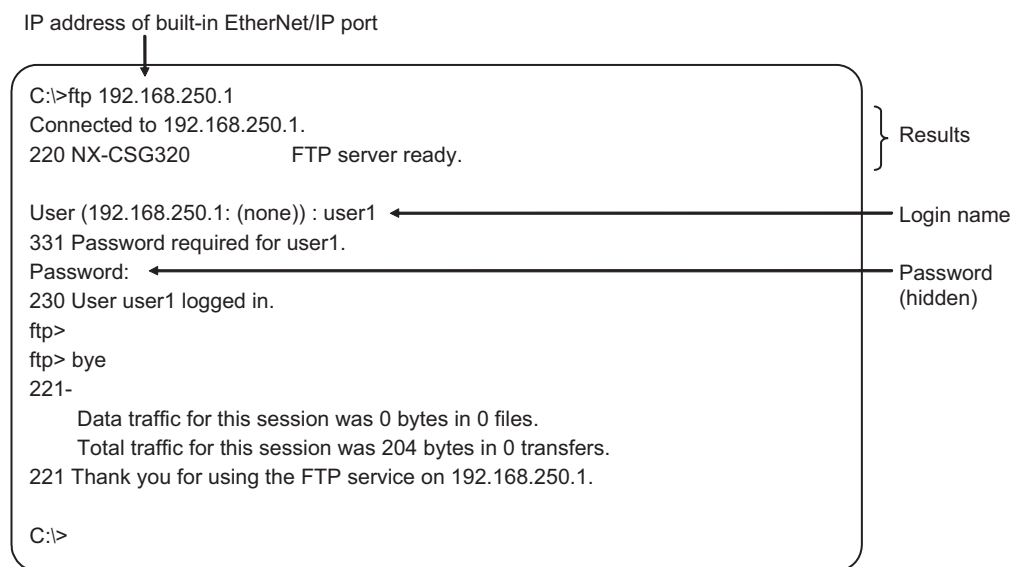 IP address of built-in EtherNet/IP port
C:\>ftp 192.168.250.1
Connected to 192.168.250.1.
220 NX-CSG320 FTP server ready.
Results
User (192.168.250.1: (none)) : user1
Login name
331 Password required for user1.
Password:
Password
(hidden)
230 User user1 logged in.
ftp>
ftp> bye
221-
Data traffic for this session was 0 bytes in 0 files.
Total traffic for this session was 204 bytes in 0 transfers.
221 Thank you for using the FTP service on 192.168.250.1.
C:\>